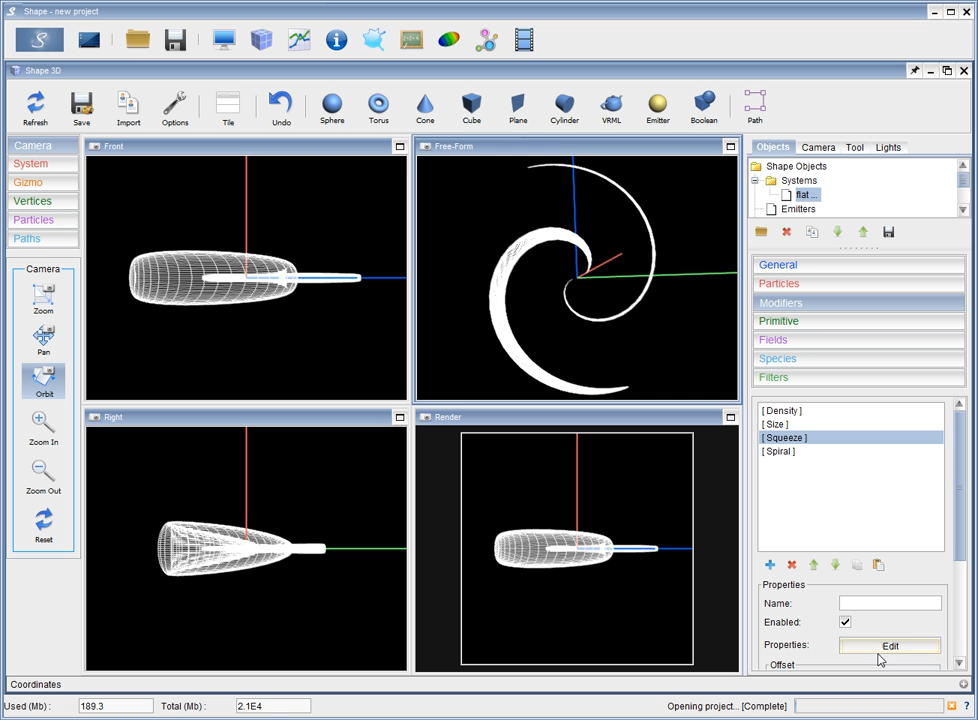 Shape - new project
Shape 3D
Refresh
Save
Import
Options
Tile
Undo
Sphere
Torus
Cone
Cube
Plane
Cylinder
VRML
Emitter
Boolean
Path
Camera
System
Gizmo
Vertices
Particles
Paths
Camera
Zoom
Pan
Orbit
Zoom In
Zoom Out
Reset
Front
Free-Form
Right
Render
Objects Camera Tool Lights
Shape Objects
Systems
flat ...
Emitters
General
Particles
Modifiers
Primitive
Fields
Species
Filters
[ Density ]
[ Size ]
[ Squeeze ]
[ Spiral ]
Properties
Name:
Enabled:
Properties: Edit
Offset
Coordinates
Used (Mb) : 189.3 Total (Mb) : 2.1E4 Opening project... [Complete] ?